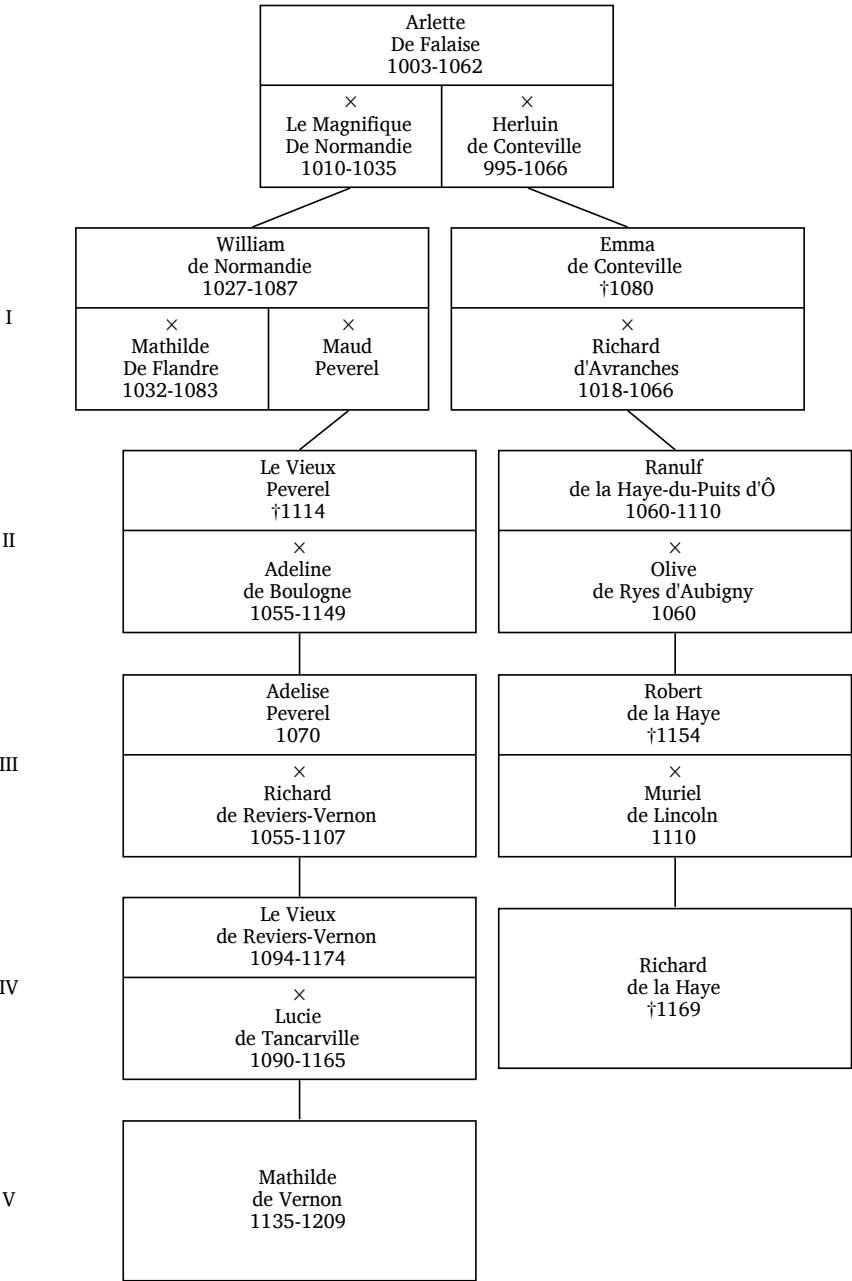 Arlette
De Falaise
1003-1062
×
Le Magnifique
De Normandie
1010-1035
×
Herluin
de Conteville
995-1066
I
William
de Normandie
1027-1087
×
Mathilde
De Flandre
1032-1083
×
Maud
Peverel
Emma
de Conteville
†1080
×
Richard
d'Avranches
1018-1066
II
Le Vieux
Peverel
†1114
×
Adeline
de Boulogne
1055-1149
Ranulf
de la Haye-du-Puits d'Ô
1060-1110
×
Olive
de Ryes d'Aubigny
1060
III
Adelise
Peverel
1070
×
Richard
de Reviers-Vernon
1055-1107
Robert
de la Haye
†1154
×
Muriel
de Lincoln
1110
IV
Le Vieux
de Reviers-Vernon
1094-1174
×
Lucie
de Tancarville
1090-1165
Richard
de la Haye
†1169
V
Mathilde
de Vernon
1135-1209